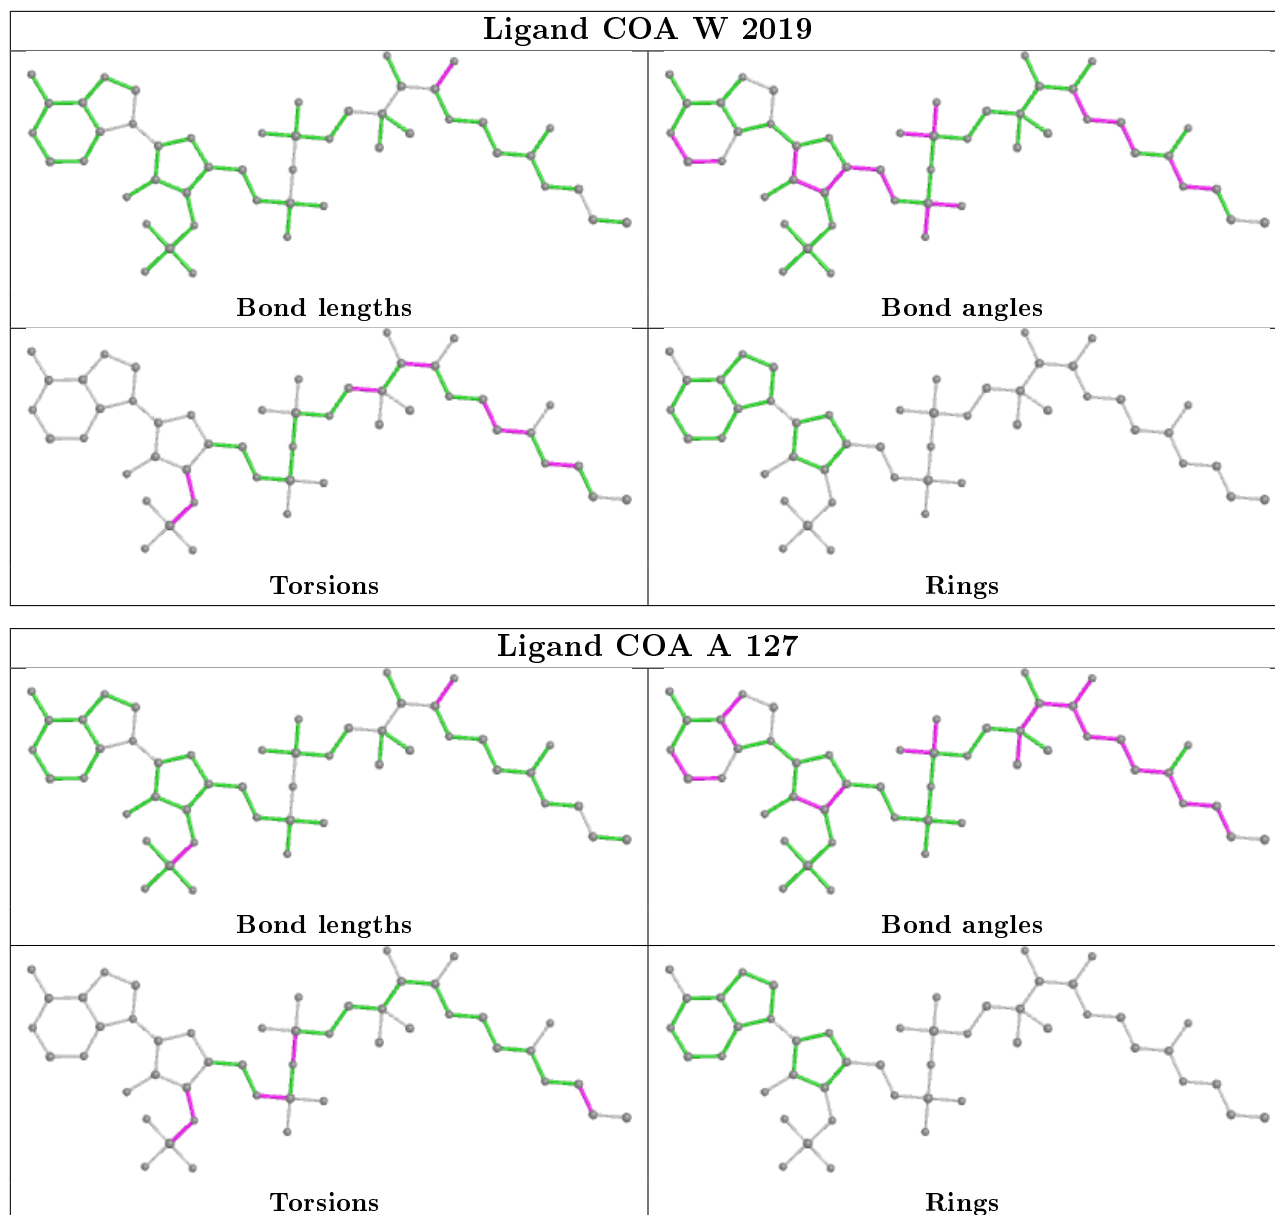 Ligand COA W 2019
Bond lengths
Bond angles
Torsions
Rings
Ligand COA A 127
Bond lengths
Bond angles
Torsions
Rings